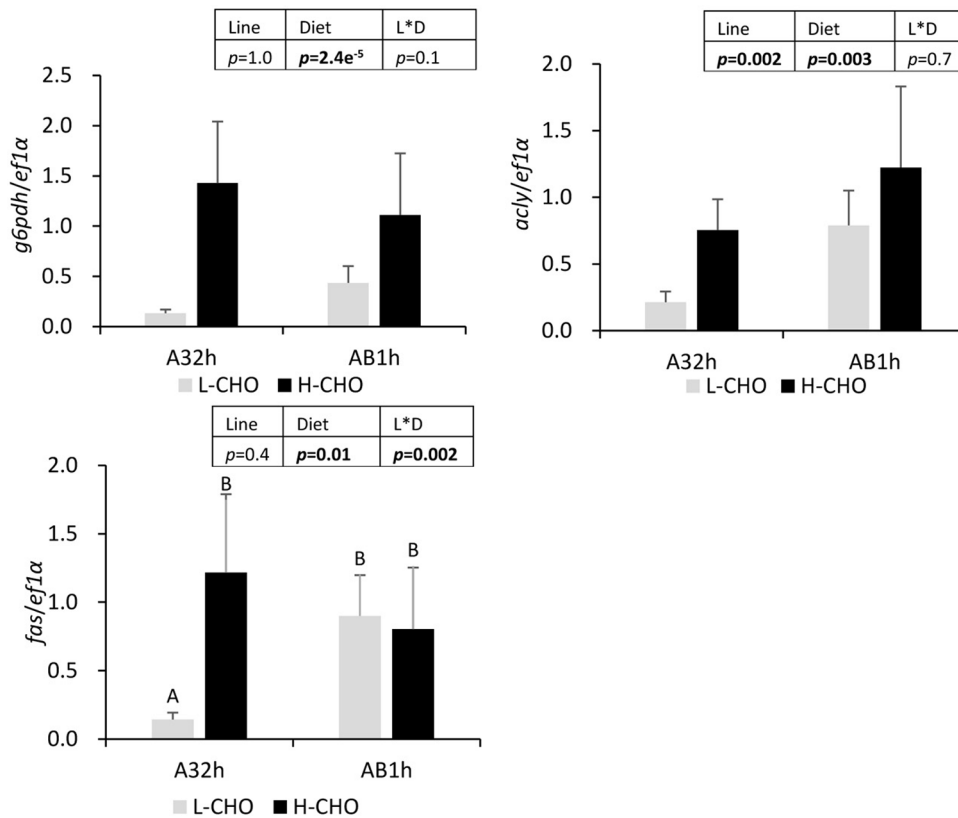 Line Diet L*D
p=1.0 p=2.4e-5 p=0.1
g6pdh/ef1α
2.5
2.0
1.5
1.0
0.5
0.0
A32h AB1h
L-CHO H-CHO
Line Diet L*D
p=0.002 p=0.003 p=0.7
acly/ef1α
2.0
1.5
1.0
0.5
0.0
A32h AB1h
L-CHO H-CHO
Line Diet L*D
p=0.4 p=0.01 p=0.002
fas/ef1α
2.0
1.5
1.0
0.5
0.0
A B B B
A32h AB1h
L-CHO H-CHO